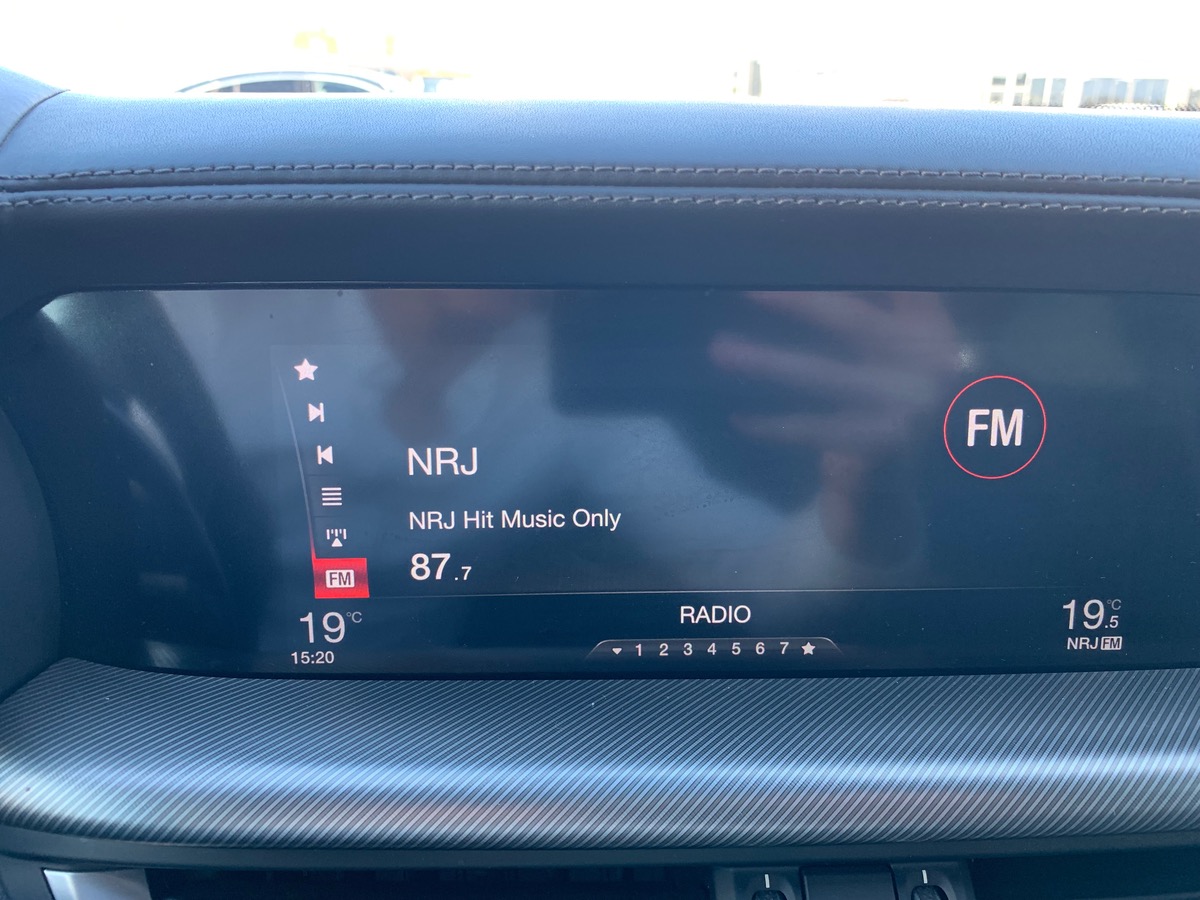 FM
NRJ
NRJ Hit Music Only
87.7
FM
19°C
15:20
RADIO
1 2 3 4 5 6 7
19.5°C
NRJ FM